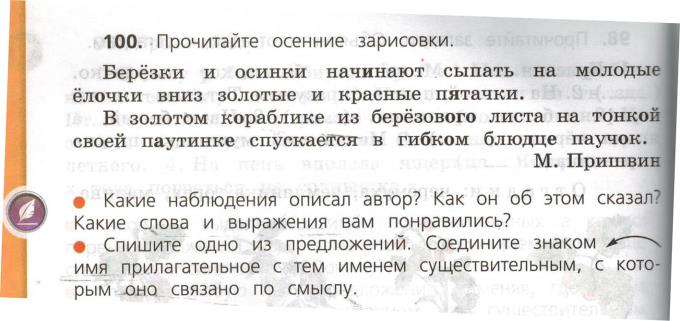 100. Прочитайте осенние зарисовки.
Берёзки и осинки начинают сыпать на молодые
ёлочки вниз золотые и красные пятачки.
В золотом кораблике из берёзового листа на тонкой
своей паутинке спускается в гибком блюдце паучок.
М. Пришвин
Какие наблюдения описал автор? Как он об этом сказал?
Какие слова и выражения вам понравились?
Спишите одно из предложений. Соедините знаком
имя прилагательное с тем именем существительным, с кото-
рым оно связано по смыслу.